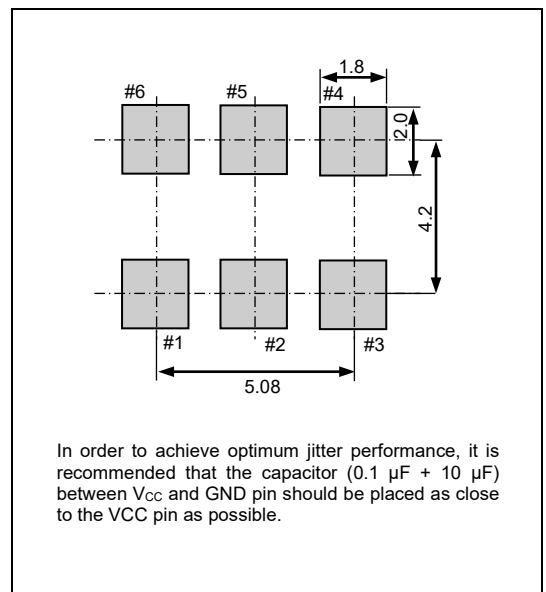 1.8
#6 #5 #4
2.0
4.2
#1 #2 #3
5.08
In order to achieve optimum jitter performance, it is
recommended that the capacitor (0.1 µF + 10 µF)
between VCC and GND pin should be placed as close
to the VCC pin as possible.